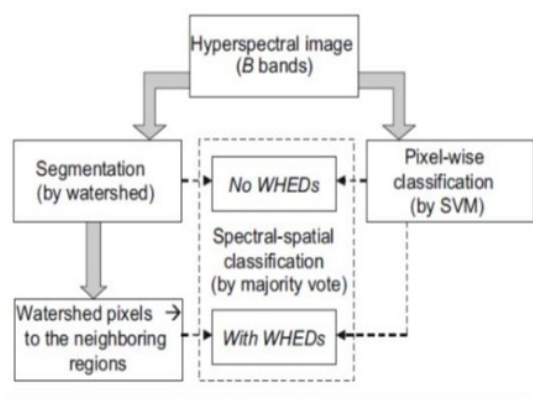 Hyperspectral image
(B bands)
Segmentation
(by watershed)
No WHEDs
Pixel-wise
classification
(by SVM)
Spectral-spatial
classification
(by majority vote)
Watershed pixels →
to the neighboring
regions
With WHEDs